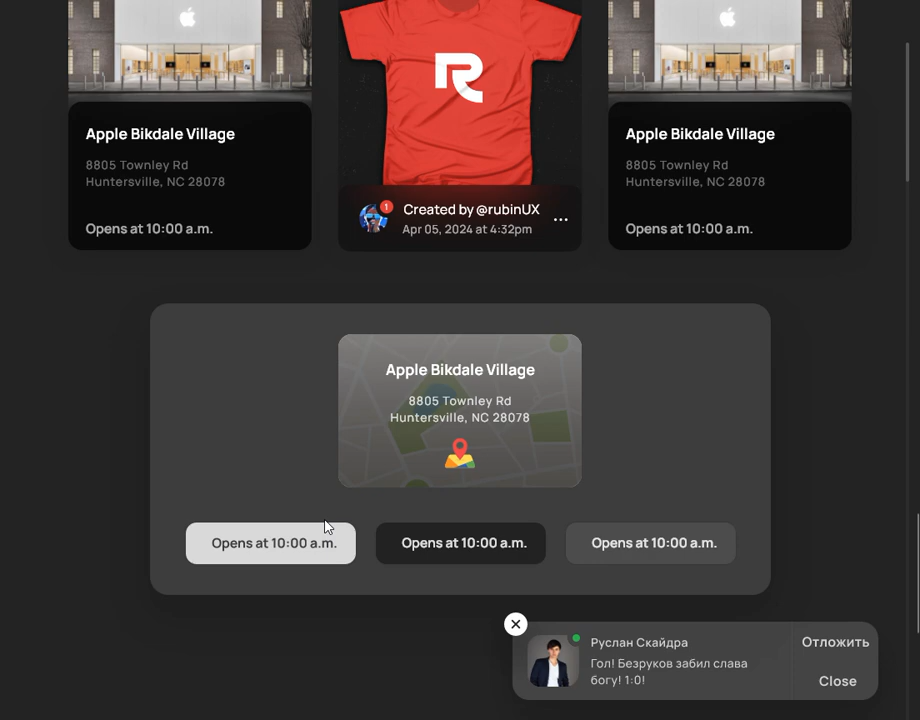 Apple Bikdale Village
8805 Townley Rd
Huntersville, NC 28078
Opens at 10:00 a.m.
R
1
Created by @rubinUX
Apr 05, 2024 at 4:32pm
Apple Bikdale Village
8805 Townley Rd
Huntersville, NC 28078
Opens at 10:00 a.m.
Apple Bikdale Village
8805 Townley Rd
Huntersville, NC 28078
Opens at 10:00 a.m.
Opens at 10:00 a.m.
Opens at 10:00 a.m.
Руслан Скайдра
Гол! Безруков забил слава
богу! 1:0!
Отложить
Close